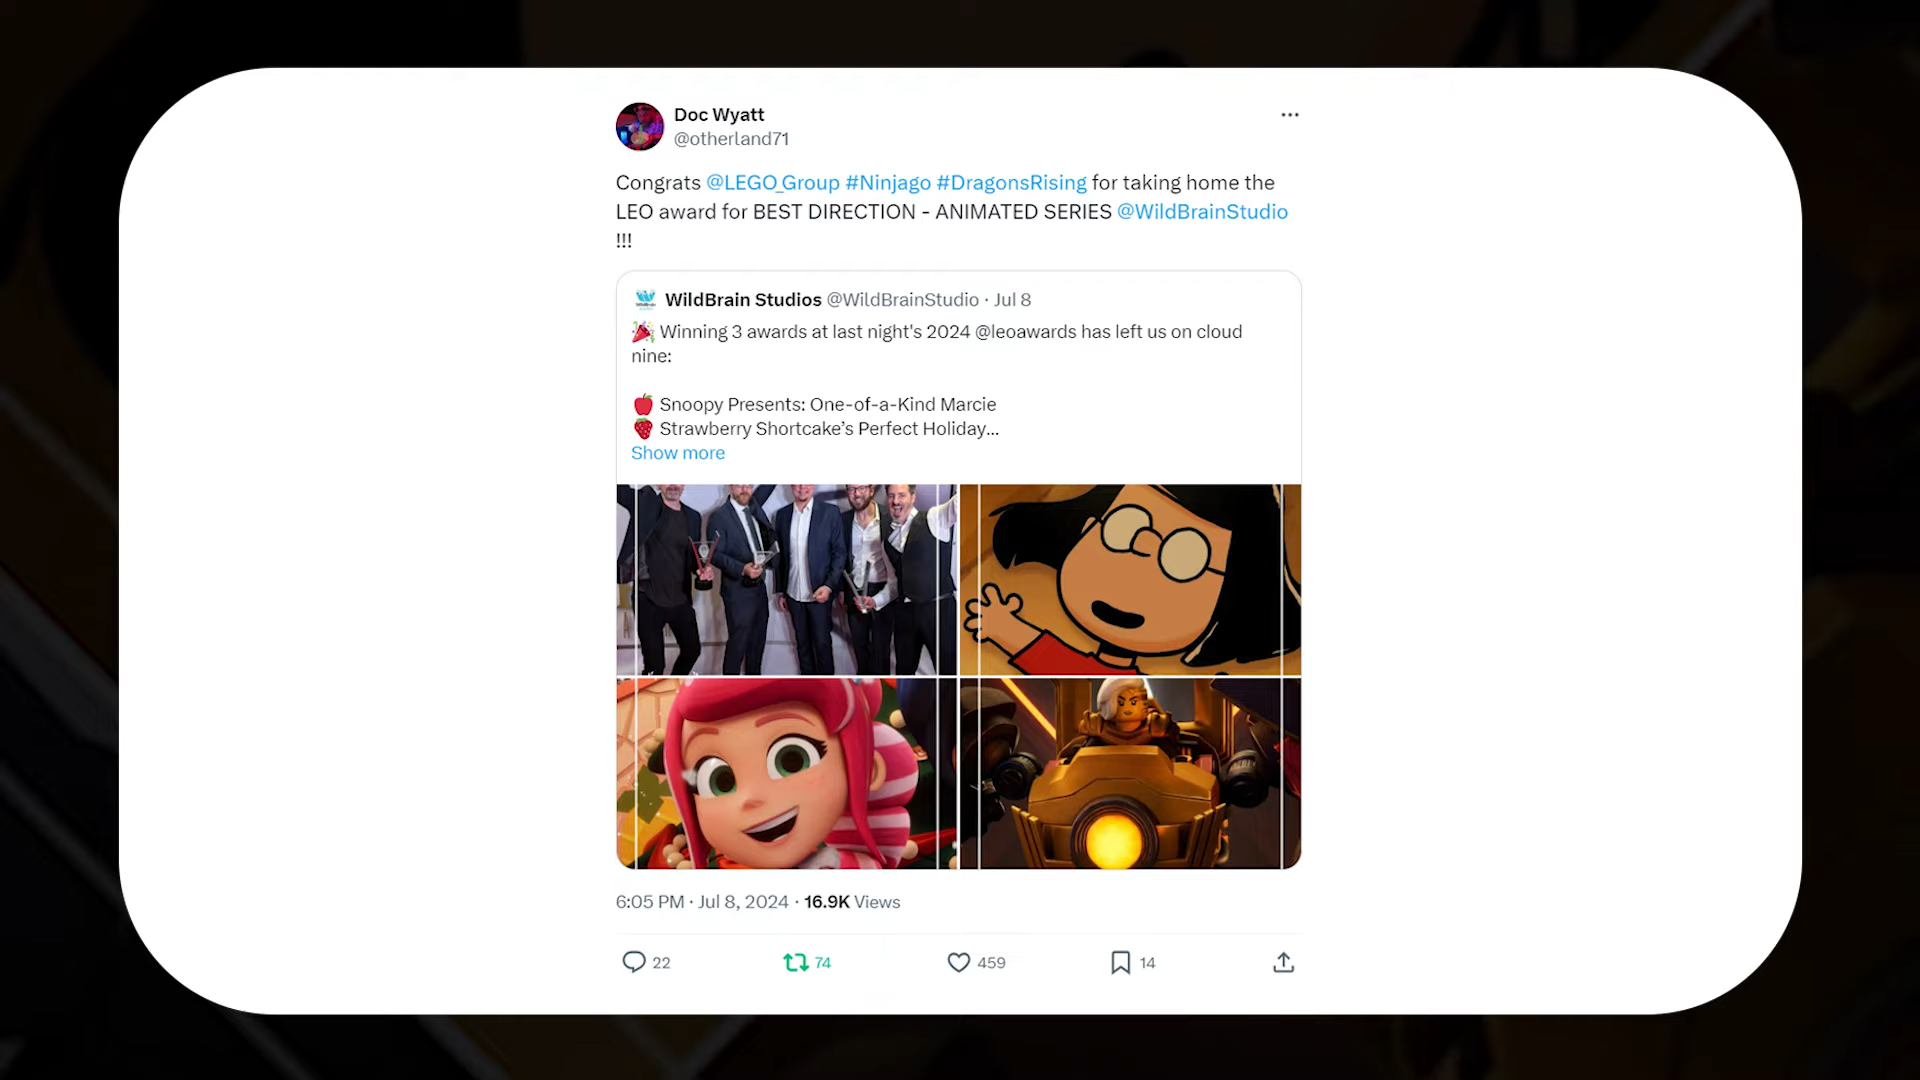 Doc Wyatt
@otherland71
Congrats @LEO_Group #Ninjago #DragonsRising for taking home the
LEO award for BEST DIRECTION - ANIMATED SERIES @WildBrainStudio
!!!
WildBrain Studios @WildBrainStudio · Jul 8
Winning 3 awards at last night's 2024 @leoawards has left us on cloud
nine:
Snoopy Presents: One-of-a-Kind Marcie
Strawberry Shortcake’s Perfect Holiday...
Show more
6:05 PM · Jul 8, 2024 · 16.9K Views
22
74
459
14